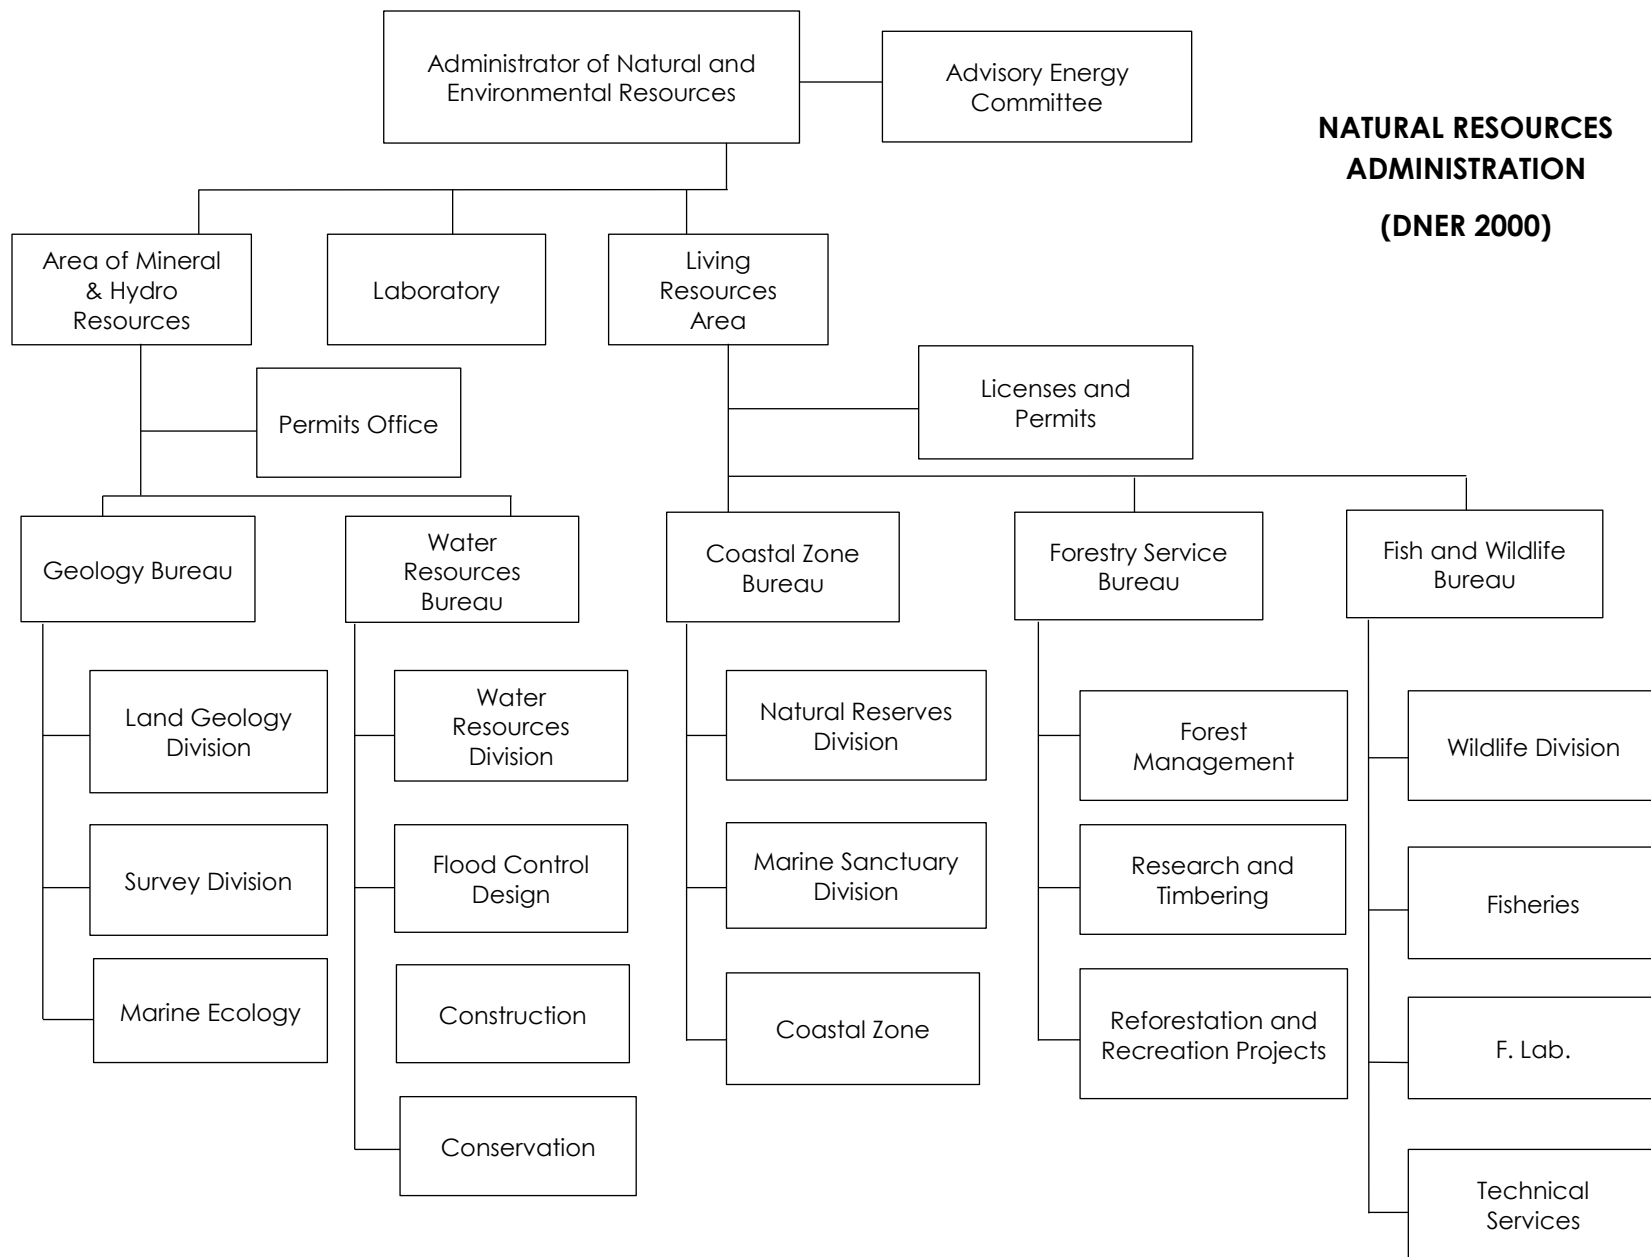 Administrator of Natural and
Environmental Resources
Advisory Energy
Committee
NATURAL RESOURCES
ADMINISTRATION
(DNER 2000)
Area of Mineral
& Hydro
Resources
Laboratory
Living
Resources
Area
Permits Office
Licenses and
Permits
Geology Bureau
Water
Resources
Bureau
Coastal Zone
Bureau
Forestry Service
Bureau
Fish and Wildlife
Bureau
Land Geology
Division
Survey Division
Marine Ecology
Water
Resources
Division
Flood Control
Design
Construction
Conservation
Natural Reserves
Division
Marine Sanctuary
Division
Coastal Zone
Forest
Management
Research and
Timbering
Reforestation and
Recreation Projects
Wildlife Division
Fisheries
F. Lab.
Technical
Services